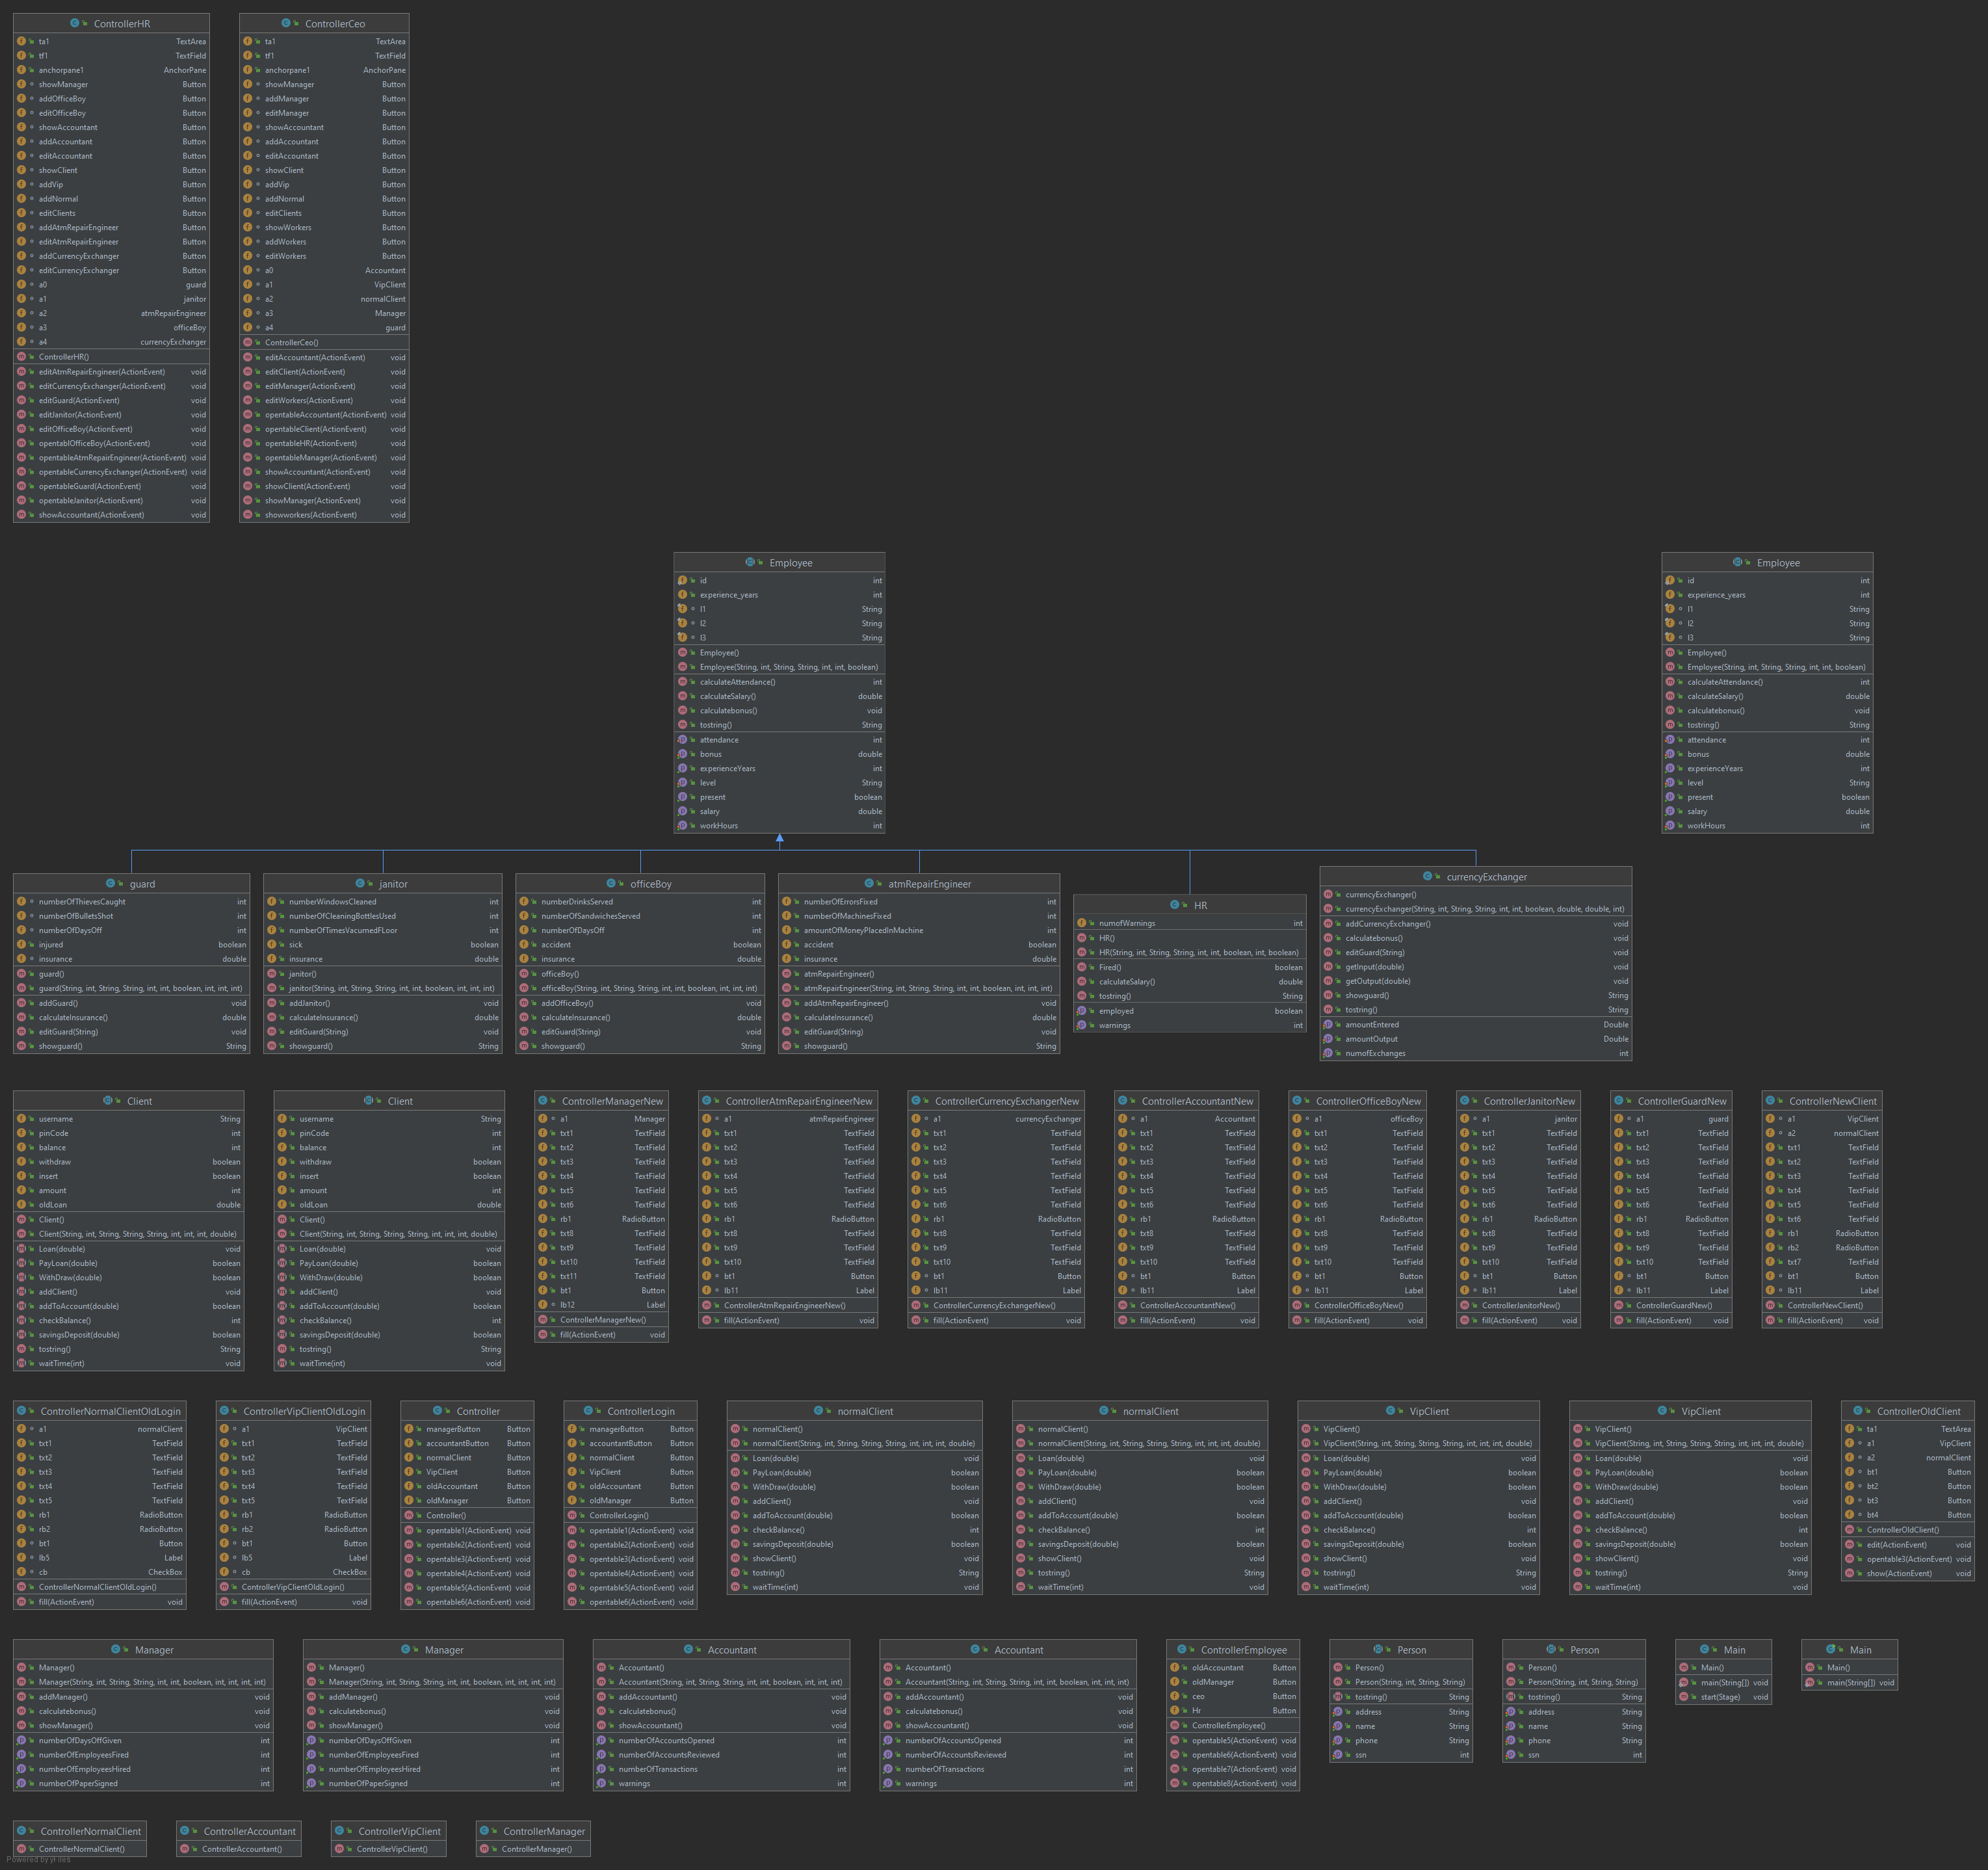 ControllerHR
ta1 TextArea
tf1 TextField
anchorpane1 AnchorPane
showManager Button
addOfficeBoy Button
editOfficeBoy Button
showAccountant Button
addAccountant Button
editAccountant Button
showClient Button
addVip Button
addNormal Button
editClients Button
addAtmRepairEngineer Button
editAtmRepairEngineer Button
addCurrencyExchanger Button
editCurrencyExchanger Button
a0 guard
a1 janitor
a2 atmRepairEngineer
a3 officeBoy
a4 currencyExchanger
ControllerHR()
editAtmRepairEngineer(ActionEvent) void
editCurrencyExchanger(ActionEvent) void
editGuard(ActionEvent) void
editJanitor(ActionEvent) void
editOfficeBoy(ActionEvent) void
opentablOfficeBoy(ActionEvent) void
opentableAtmRepairEngineer(ActionEvent) void
opentableCurrencyExchanger(ActionEvent) void
opentableGuard(ActionEvent) void
opentableJanitor(ActionEvent) void
showAccountant(ActionEvent) void
ControllerCeo
ta1 TextArea
tf1 TextField
anchorpane1 AnchorPane
showManager Button
addManager Button
editManager Button
showAccountant Button
addAccountant Button
editAccountant Button
showClient Button
addVip Button
addNormal Button
editClients Button
showWorkers Button
addWorkers Button
editWorkers Button
a0 Accountant
a1 VipClient
a2 normalClient
a3 Manager
a4 guard
ControllerCeo()
editAccountant(ActionEvent) void
editClient(ActionEvent) void
editManager(ActionEvent) void
editWorkers(ActionEvent) void
opentableAccountant(ActionEvent) void
opentableClient(ActionEvent) void
opentableHR(ActionEvent) void
opentableManager(ActionEvent) void
showAccountant(ActionEvent) void
showClient(ActionEvent) void
showManager(ActionEvent) void
showworkers(ActionEvent) void
Employee
id int
experience_years int
l1 String
l2 String
l3 String
Employee()
Employee(String, int, String, String, int, int, boolean)
calculateAttendance() int
calculateSalary() double
calculatebonus() void
tostring() String
attendance int
bonus double
experienceYears int
level String
present boolean
salary double
workHours int
Employee
id int
experience_years int
l1 String
l2 String
l3 String
Employee()
Employee(String, int, String, String, int, int, boolean)
calculateAttendance() int
calculateSalary() double
calculatebonus() void
tostring() String
attendance int
bonus double
experienceYears int
level String
present boolean
salary double
workHours int
guard
numberOfThievesCaught int
numberOfBulletsShot int
numberOfDaysOff int
injured boolean
insurance double
guard()
guard(String, int, String, String, int, int, boolean, int, int, int)
addGuard() void
calculateInsurance() double
editGuard(String) void
showguard() String
janitor
numberWindowsCleaned int
numberOfCleaningBottlesUsed int
numberOfTimesVacumedFLoor int
sick boolean
insurance double
janitor()
janitor(String, int, String, String, int, int, boolean, int, int, int)
addJanitor() void
calculateInsurance() double
editGuard(String) void
showguard() String
officeBoy
numberDrinksServed int
numberOfSandwichesServed int
numberOfDaysOff int
accident boolean
insurance double
officeBoy()
officeBoy(String, int, String, String, int, int, boolean, int, int, int)
addOfficeBoy() void
calculateInsurance() double
editGuard(String) void
showguard() String
atmRepairEngineer
numberOfErrorsFixed int
numberOfMachinesFixed int
amountOfMoneyPlacedInMachine int
accident boolean
insurance double
atmRepairEngineer()
atmRepairEngineer(String, int, String, String, int, int, boolean, int, int, int)
addAtmRepairEngineer() void
calculateInsurance() double
editGuard(String) void
showguard() String
HR
numofWarnings int
HR()
HR(String, int, String, String, int, int, boolean, int, boolean)
Fired() boolean
calculateSalary() double
tostring() String
employed boolean
warnings int
currencyExchanger
currencyExchanger()
currencyExchanger(String, int, String, String, int, int, boolean, double, double, int)
addCurrencyExchanger() void
calculatebonus() void
editGuard(String) void
getInput(double) void
getOutput(double) void
showguard() String
tostring() String
amountEntered Double
amountOutput Double
numofExchanges int
Client
username String
pinCode int
balance int
withdraw boolean
insert boolean
amount int
oldLoan double
Client()
Client(String, int, String, String, String, int, int, int, double)
Loan(double) void
PayLoan(double) boolean
WithDraw(double) boolean
addClient() void
addToAccount(double) boolean
checkBalance() int
savingsDeposit(double) boolean
tostring() String
waitTime(int) void
Client
username String
pinCode int
balance int
withdraw boolean
insert boolean
amount int
oldLoan double
Client()
Client(String, int, String, String, String, int, int, int, double)
Loan(double) void
PayLoan(double) boolean
WithDraw(double) boolean
addClient() void
addToAccount(double) boolean
checkBalance() int
savingsDeposit(double) boolean
tostring() String
waitTime(int) void
ControllerManagerNew
a1 Manager
txt1 TextField
txt2 TextField
txt3 TextField
txt4 TextField
txt5 TextField
txt6 TextField
rb1 RadioButton
txt8 TextField
txt9 TextField
txt10 TextField
txt11 TextField
bt1 Button
lb12 Label
ControllerManagerNew()
fill(ActionEvent) void
ControllerAtmRepairEngineerNew
a1 atmRepairEngineer
txt1 TextField
txt2 TextField
txt3 TextField
txt4 TextField
txt5 TextField
txt6 TextField
rb1 RadioButton
txt8 TextField
txt9 TextField
txt10 TextField
bt1 Button
lb11 Label
ControllerAtmRepairEngineerNew()
fill(ActionEvent) void
ControllerCurrencyExchangerNew
a1 currencyExchanger
txt1 TextField
txt2 TextField
txt3 TextField
txt4 TextField
txt5 TextField
txt6 TextField
rb1 RadioButton
txt8 TextField
txt9 TextField
txt10 TextField
bt1 Button
lb11 Label
ControllerCurrencyExchangerNew()
fill(ActionEvent) void
ControllerAccountantNew
a1 Accountant
txt1 TextField
txt2 TextField
txt3 TextField
txt4 TextField
txt5 TextField
txt6 TextField
rb1 RadioButton
txt8 TextField
txt9 TextField
txt10 TextField
bt1 Button
lb11 Label
ControllerAccountantNew()
fill(ActionEvent) void
ControllerOfficeBoyNew
a1 officeBoy
txt1 TextField
txt2 TextField
txt3 TextField
txt4 TextField
txt5 TextField
txt6 TextField
rb1 RadioButton
txt8 TextField
txt9 TextField
txt10 TextField
bt1 Button
lb11 Label
ControllerOfficeBoyNew()
fill(ActionEvent) void
ControllerJanitorNew
a1 janitor
txt1 TextField
txt2 TextField
txt3 TextField
txt4 TextField
txt5 TextField
txt6 TextField
rb1 RadioButton
txt8 TextField
txt9 TextField
txt10 TextField
bt1 Button
lb11 Label
ControllerJanitorNew()
fill(ActionEvent) void
ControllerGuardNew
a1 guard
txt1 TextField
txt2 TextField
txt3 TextField
txt4 TextField
txt5 TextField
txt6 TextField
rb1 RadioButton
txt8 TextField
txt9 TextField
txt10 TextField
bt1 Button
lb11 Label
ControllerGuardNew()
fill(ActionEvent) void
ControllerNewClient
a1 VipClient
a2 normalClient
txt1 TextField
txt2 TextField
txt3 TextField
txt4 TextField
txt5 TextField
txt6 TextField
rb1 RadioButton
rb2 RadioButton
txt7 TextField
bt1 Button
lb11 Label
ControllerNewClient()
fill(ActionEvent) void
ControllerNormalClientOldLogin
a1 normalClient
txt1 TextField
txt2 TextField
txt3 TextField
txt4 TextField
txt5 TextField
rb1 RadioButton
rb2 RadioButton
bt1 Button
lb5 Label
cb CheckBox
ControllerNormalClientOldLogin()
fill(ActionEvent) void
ControllerVipClientOldLogin
a1 VipClient
txt1 TextField
txt2 TextField
txt3 TextField
txt4 TextField
txt5 TextField
rb1 RadioButton
rb2 RadioButton
bt1 Button
lb5 Label
cb CheckBox
ControllerVipClientOldLogin()
fill(ActionEvent) void
Controller
managerButton Button
accountantButton Button
normalClient Button
VipClient Button
oldAccountant Button
oldManager Button
Controller()
opentable1(ActionEvent) void
opentable2(ActionEvent) void
opentable3(ActionEvent) void
opentable4(ActionEvent) void
opentable5(ActionEvent) void
opentable6(ActionEvent) void
ControllerLogin
managerButton Button
accountantButton Button
normalClient Button
VipClient Button
oldAccountant Button
oldManager Button
ControllerLogin()
opentable1(ActionEvent) void
opentable2(ActionEvent) void
opentable3(ActionEvent) void
opentable4(ActionEvent) void
opentable5(ActionEvent) void
opentable6(ActionEvent) void
normalClient
normalClient()
normalClient(String, int, String, String, String, int, int, int, double)
Loan(double) void
PayLoan(double) boolean
WithDraw(double) boolean
addClient() void
addToAccount(double) boolean
checkBalance() int
savingsDeposit(double) boolean
showClient() void
tostring() String
waitTime(int) void
normalClient
normalClient()
normalClient(String, int, String, String, String, int, int, int, double)
Loan(double) void
PayLoan(double) boolean
WithDraw(double) boolean
addClient() void
addToAccount(double) boolean
checkBalance() int
savingsDeposit(double) boolean
showClient() void
tostring() String
waitTime(int) void
VipClient
VipClient()
VipClient(String, int, String, String, String, int, int, int, double)
Loan(double) void
PayLoan(double) boolean
WithDraw(double) boolean
addClient() void
addToAccount(double) boolean
checkBalance() int
savingsDeposit(double) boolean
showClient() void
tostring() String
waitTime(int) void
VipClient
VipClient()
VipClient(String, int, String, String, String, int, int, int, double)
Loan(double) void
PayLoan(double) boolean
WithDraw(double) boolean
addClient() void
addToAccount(double) boolean
checkBalance() int
savingsDeposit(double) boolean
showClient() void
tostring() String
waitTime(int) void
ControllerOldClient
ta1 TextArea
a1 VipClient
a2 normalClient
bt1 Button
bt2 Button
bt3 Button
bt4 Button
ControllerOldClient()
edit(ActionEvent) void
opentable3(ActionEvent) void
show(ActionEvent) void
Manager
Manager()
Manager(String, int, String, String, int, int, boolean, int, int, int, int)
addManager() void
calculatebonus() void
showManager() void
numberOfDaysOffGiven int
numberOfEmployeesFired int
numberOfEmployeesHired int
numberOfPaperSigned int
Manager
Manager()
Manager(String, int, String, String, int, int, boolean, int, int, int, int)
addManager() void
calculatebonus() void
showManager() void
numberOfDaysOffGiven int
numberOfEmployeesFired int
numberOfEmployeesHired int
numberOfPaperSigned int
Accountant
Accountant()
Accountant(String, int, String, String, int, int, boolean, int, int, int)
addAccountant() void
calculatebonus() void
showAccountant() void
numberOfAccountsOpened int
numberOfAccountsReviewed int
numberOfTransactions int
warnings int
Accountant
Accountant()
Accountant(String, int, String, String, int, int, boolean, int, int, int)
addAccountant() void
calculatebonus() void
showAccountant() void
numberOfAccountsOpened int
numberOfAccountsReviewed int
numberOfTransactions int
warnings int
ControllerEmployee
oldAccountant Button
oldManager Button
ceo Button
Hr Button
ControllerEmployee()
opentable5(ActionEvent) void
opentable6(ActionEvent) void
opentable7(ActionEvent) void
opentable8(ActionEvent) void
Person
Person()
Person(String, int, String, String)
tostring() String
address String
name String
phone String
ssn int
Person
Person()
Person(String, int, String, String)
tostring() String
address String
name String
phone String
ssn int
Main
Main()
main(String[]) void
start(Stage) void
Main
Main()
main(String[]) void
ControllerNormalClient
ControllerNormalClient()
ControllerAccountant
ControllerAccountant()
ControllerVipClient
ControllerVipClient()
ControllerManager
ControllerManager()
Powered by yFiles